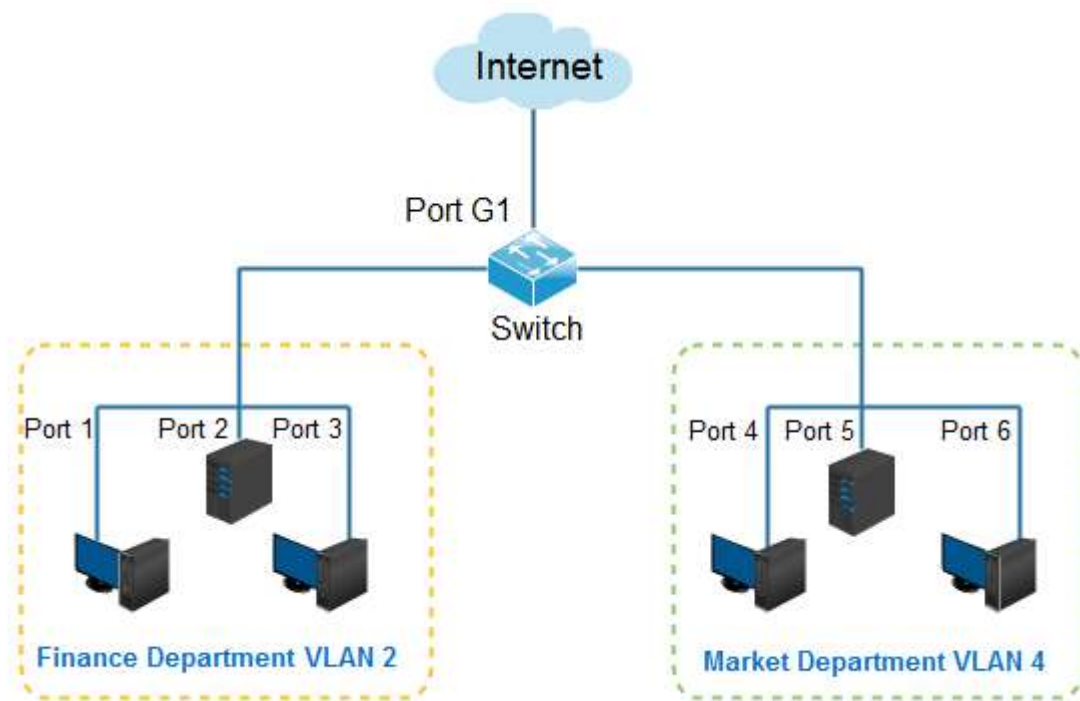 Internet
Port G1
Switch
Port 1
Port 2
Port 3
Port 4
Port 5
Port 6
Finance Department VLAN 2
Market Department VLAN 4